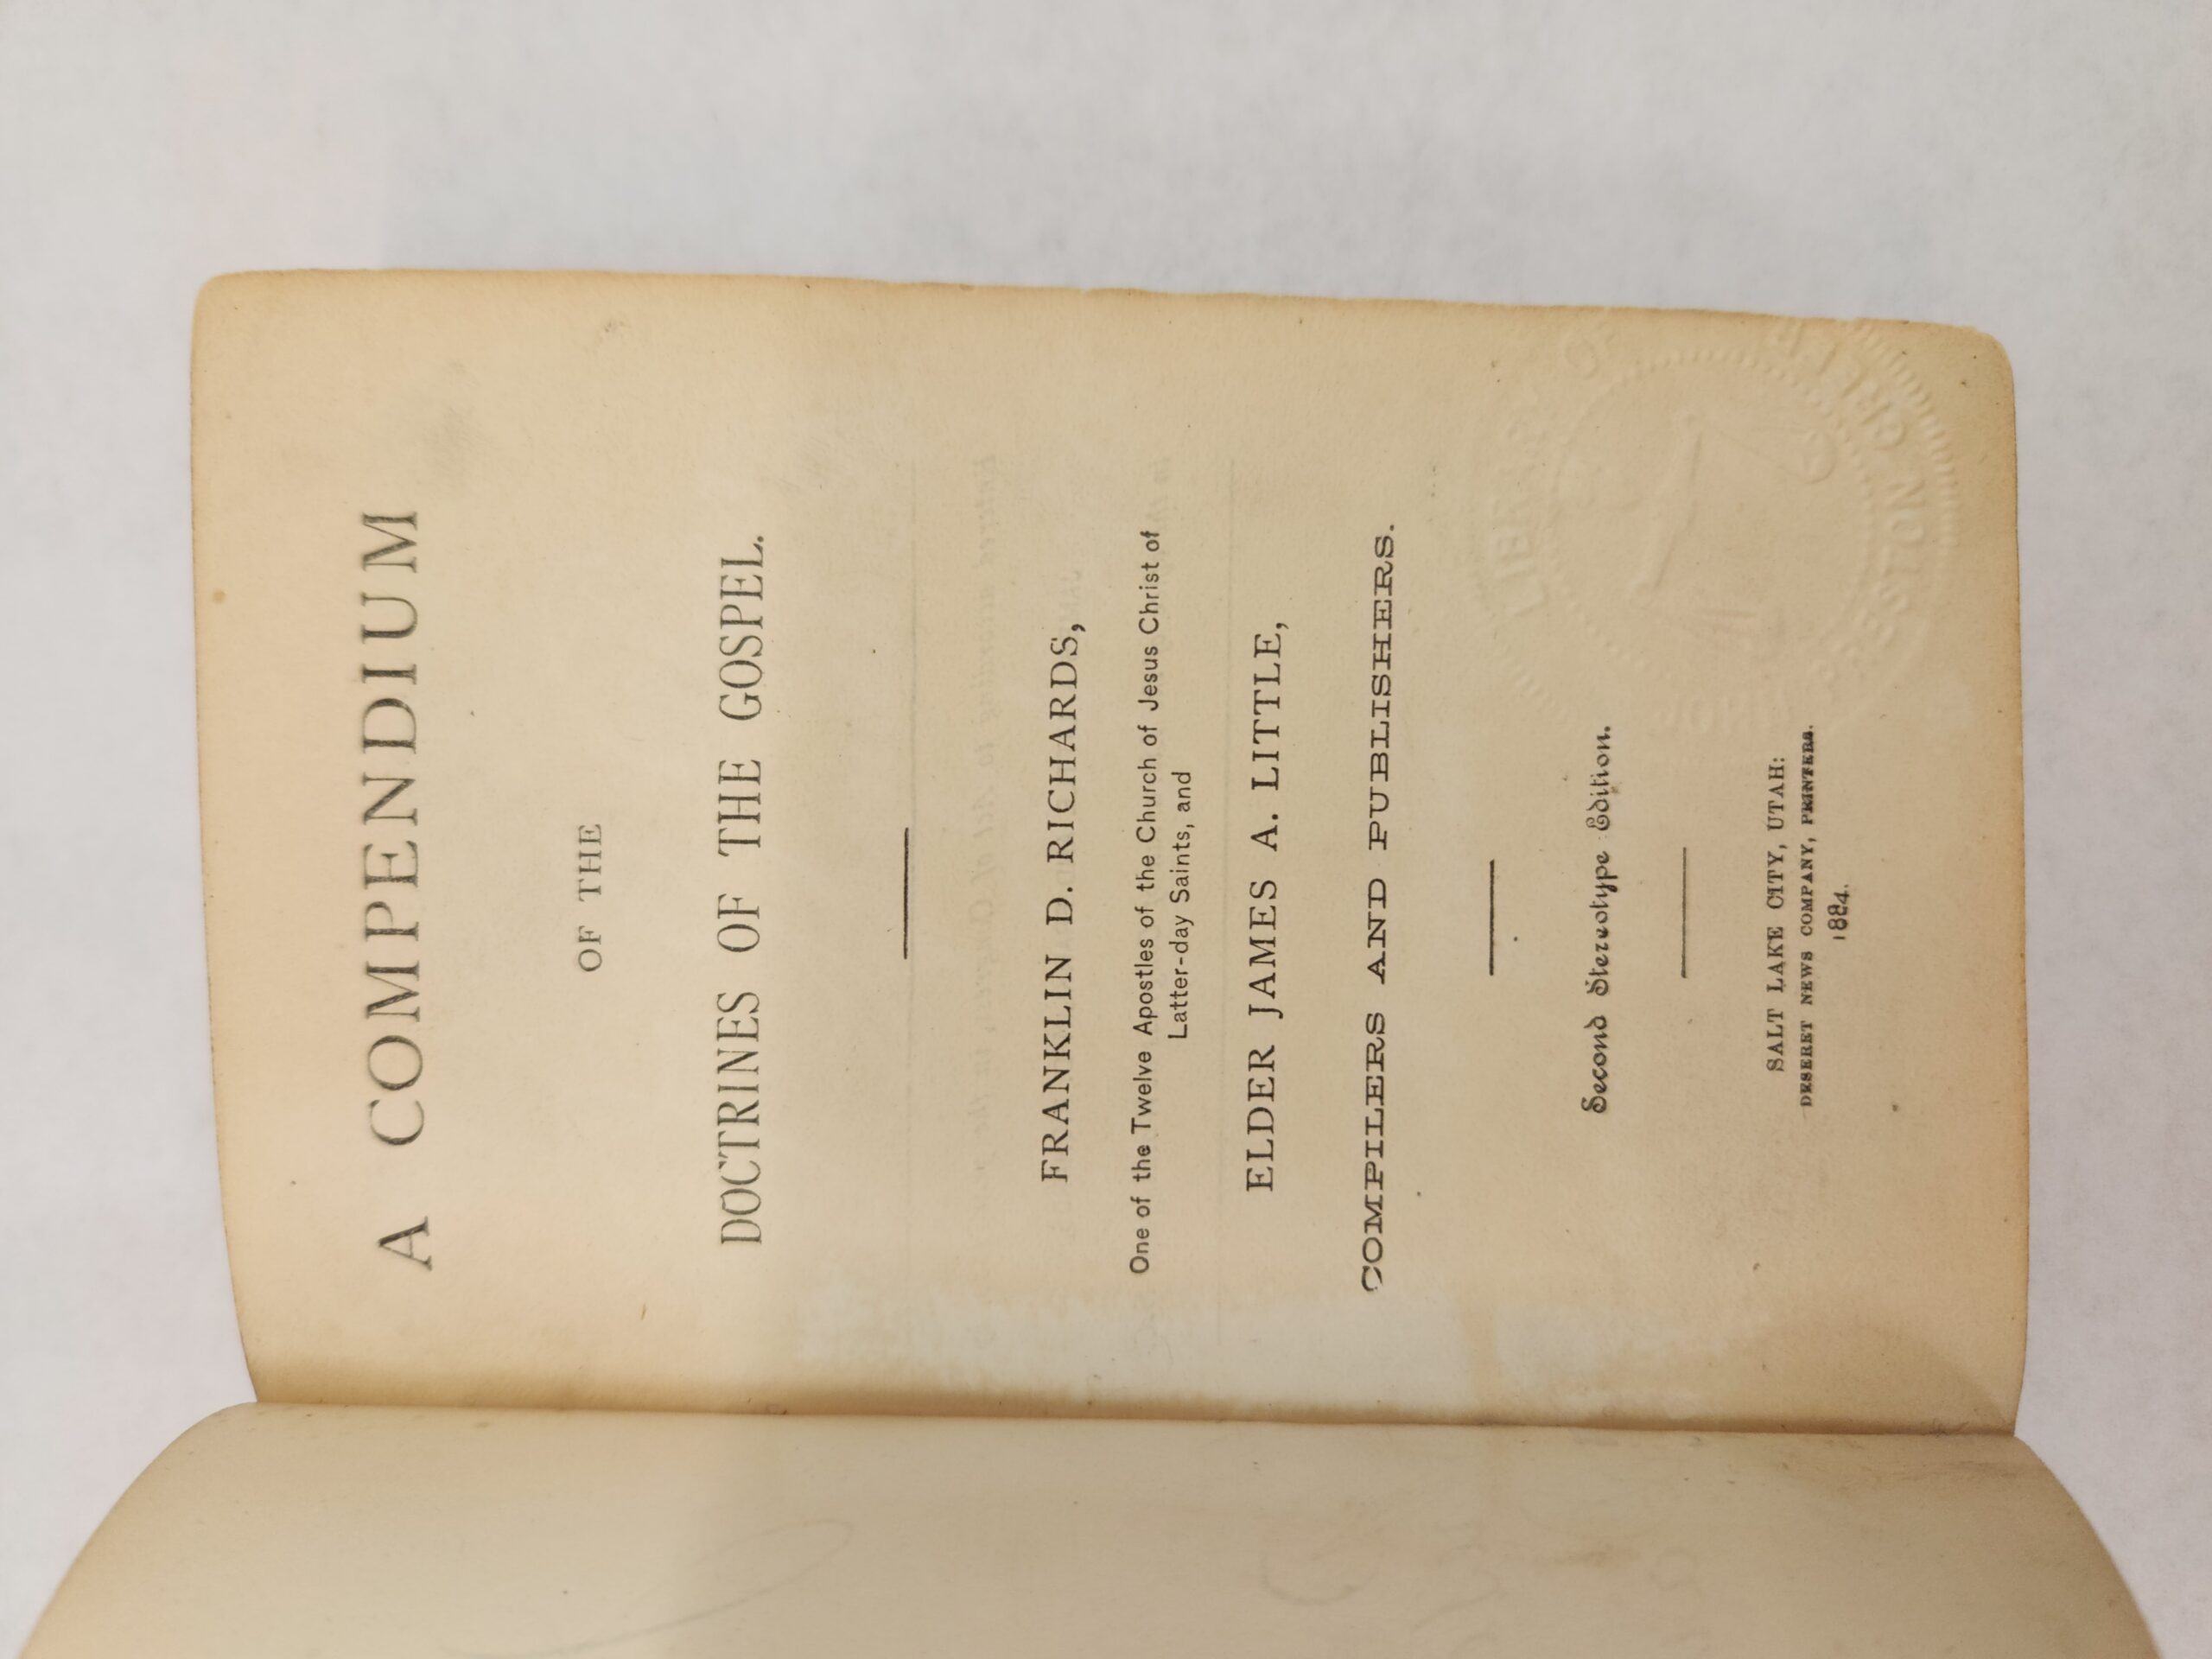 A COMPENDIUM
OF THE
DOCTRINES OF THE GOSPEL.
FRANKLIN D. RICHARDS,
One of the Twelve Apostles of the Church of Jesus Christ of
Latter-day Saints, and
ELDER JAMES A. LITTLE,
COMPILERS AND PUBLISHERS.
Second Stereotype Edition.
SALT LAKE CITY, UTAH:
DESERET NEWS COMPANY, PRINTERS.
1884.
LIBRARY OF